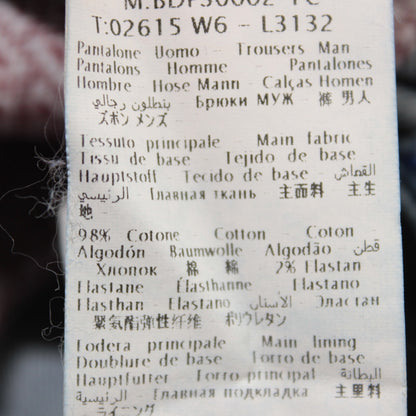 T:02615 W6 - L3132
Pantalone Uomo - Trousers Man
Pantalons Homme Pantalones
Hombre Hose Mann - Calças Homen
بنطلون رجالي - Брюки МУЖ - 裤 男人
ズボン メンズ
Tessuto principale Main fabric
Tissu de base Tejido de base
Hauptstoff - Tecido de base - القماش
الرئيسي - Главная ткань 主面料 主生
地
98% Cotone Cotton Coton
Algodón Baumwolle Algodão قطن
Хлопок 棉 綿 2% Elastan
Elastane Élasthanne Elastano
Elasthan Elastano - الأستان - Эластан
聚氨酯弹性纤维 ポリウレタン
Fodera principale Main lining
Doublure de base Forro de base
Hauptfutter Forro principal البطانة
الرئيسية - Главная подкладка 主里料
ライニング